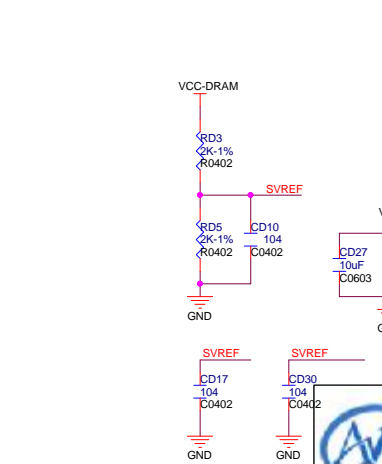 VCC-DRAM
RD3
2K-1%
R0402
SVREF
RD5
2K-1%
R0402
CD10
104
C0402
GND
CD27
10uF
C0603
SVREF
CD17
104
C0402
GND
SVREF
CD30
104
C0402
GND